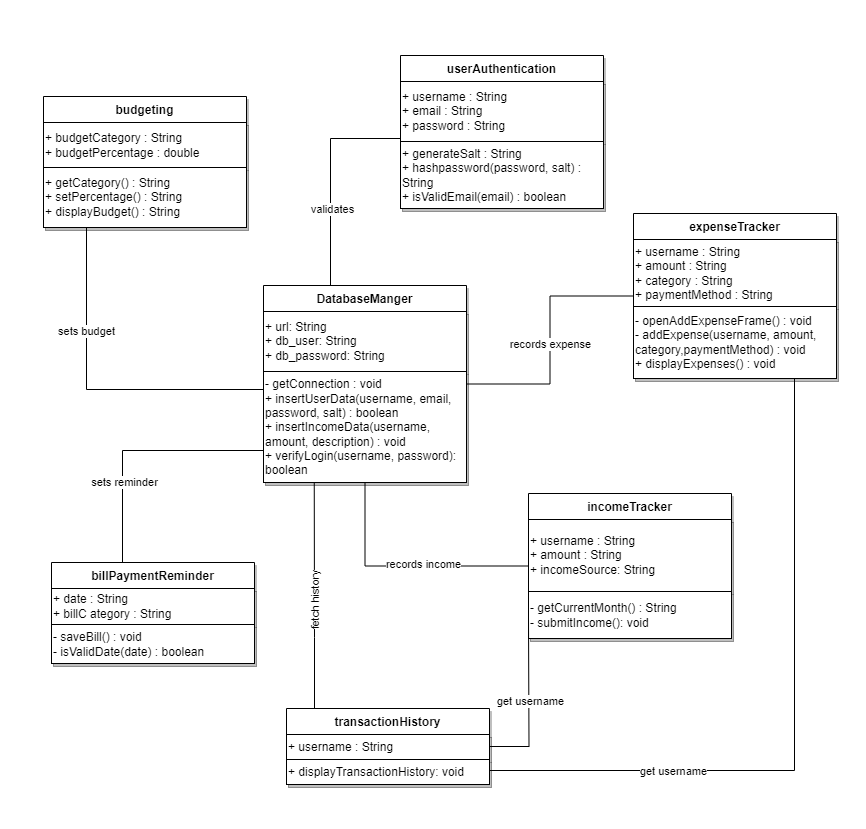 userAuthentication
+ username : String
+ email : String
+ password : String
+ generateSalt : String
+ hashpassword(password, salt) :
String
+ isValidEmail(email) : boolean
budgeting
+ budgetCategory : String
+ budgetPercentage : double
+ getCategory() : String
+ setPercentage() : String
+ displayBudget() : String
validates
expenseTracker
+ username : String
+ amount : String
+ category : String
+ paymentMethod : String
- openAddExpenseFrame() : void
- addExpense(username, amount,
category,paymentMethod) : void
+ displayExpenses() : void
DatabaseManger
+ url: String
+ db_user: String
+ db_password: String
- getConnection : void
+ insertUserData(username, email,
password, salt) : boolean
+ insertIncomeData(username,
amount, description) : void
+ verifyLogin(username, password):
boolean
sets budget
records expense
sets reminder
incomeTracker
+ username : String
+ amount : String
+ incomeSource: String
- getCurrentMonth() : String
- submitIncome(): void
records income
billPaymentReminder
+ date : String
+ billC ategory : String
- saveBill() : void
- isValidDate(date) : boolean
fetch history
get username
transactionHistory
+ username : String
+ displayTransactionHistory: void
get username